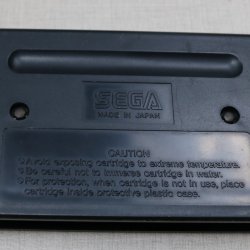 SEGA
MADE IN JAPAN
CAUTION
○Avoid exposing cartridge to extreme temperature.
○Be careful not to immerse cartridge in water.
○For protection, when cartridge is not in use, place
cartridge inside protective plastic case.